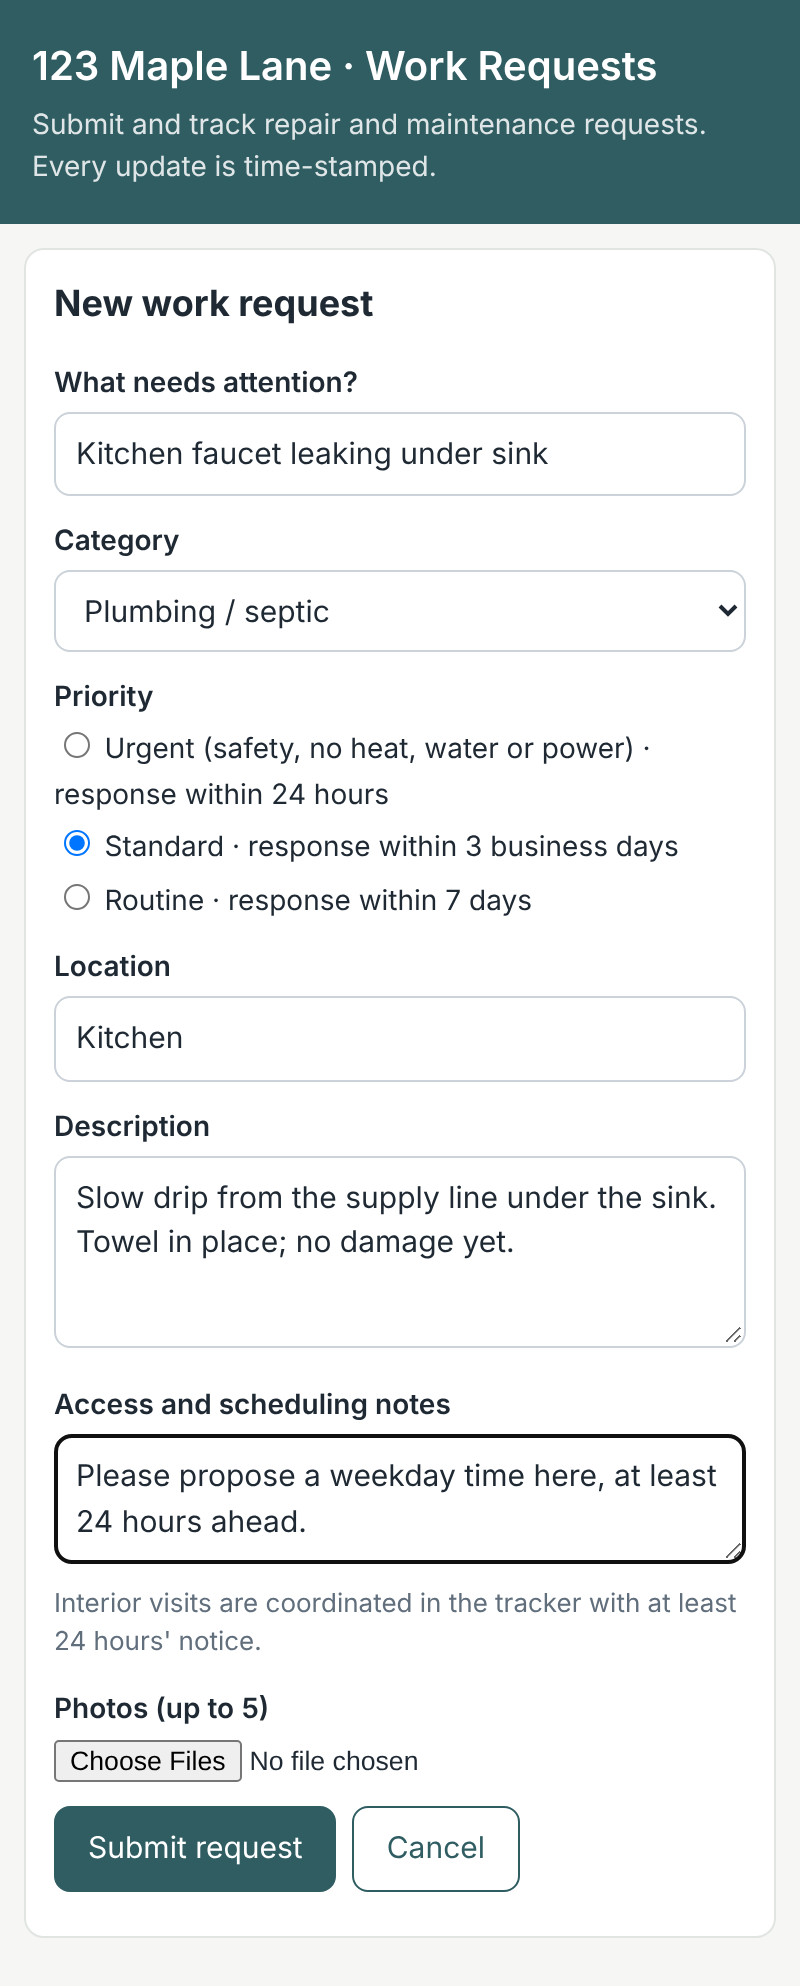 123 Maple Lane · Work Requests
Submit and track repair and maintenance requests.
Every update is time-stamped.
New work request
What needs attention?
Kitchen faucet leaking under sink
Category
Plumbing / septic
Priority
Urgent (safety, no heat, water or power) ·
response within 24 hours
Standard · response within 3 business days
Routine · response within 7 days
Location
Kitchen
Description
Slow drip from the supply line under the sink.
Towel in place; no damage yet.
Access and scheduling notes
Please propose a weekday time here, at least
24 hours ahead.
Interior visits are coordinated in the tracker with at least
24 hours' notice.
Photos (up to 5)
Choose Files No file chosen
Submit request Cancel